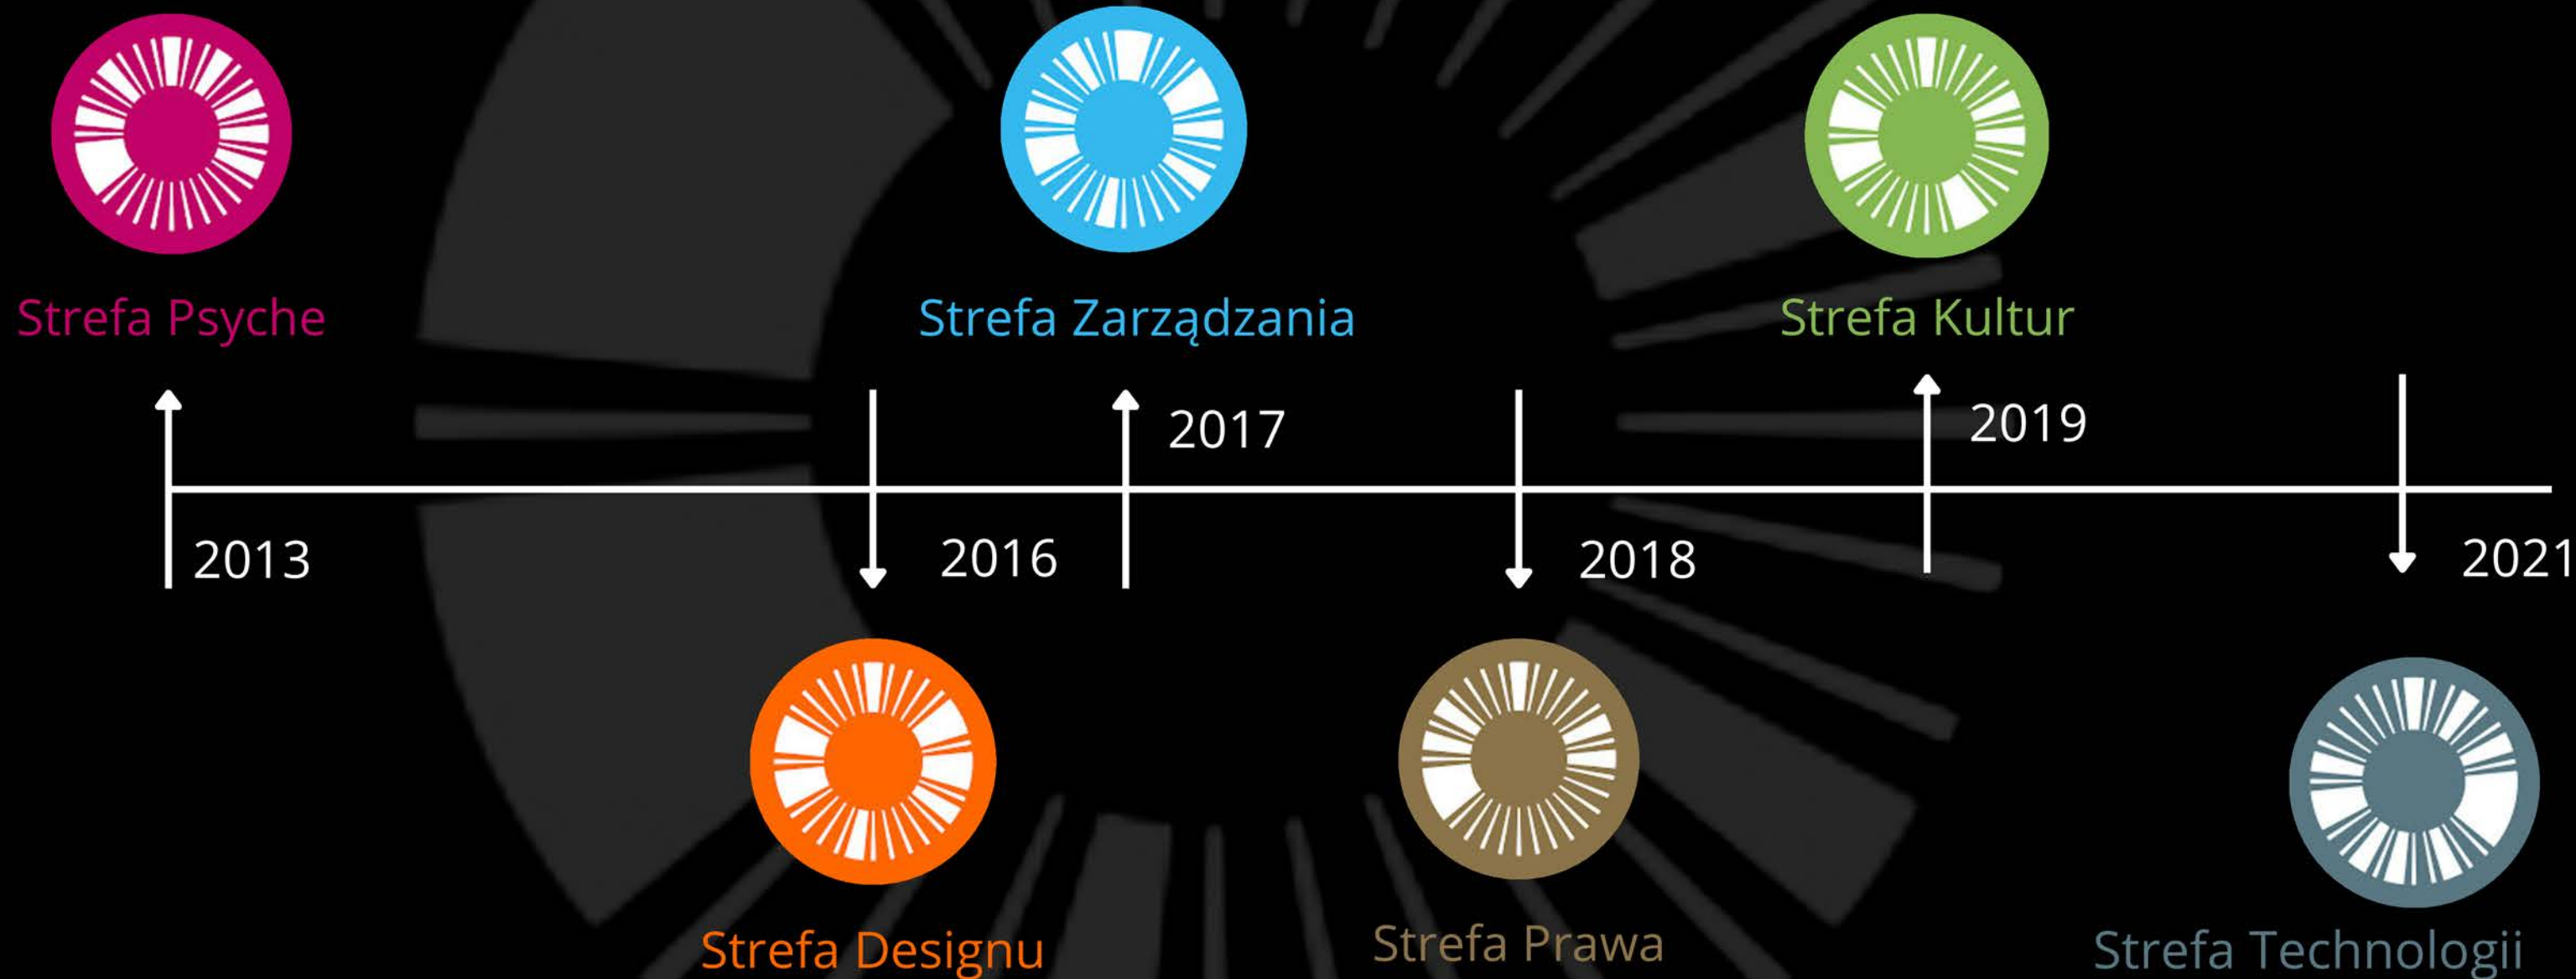 Strefa Psyche
Strefa Zarządzania
Strefa Kultur
2017
2019
2013
2016
2018
2021
Strefa Designu
Strefa Prawa
Strefa Technologii